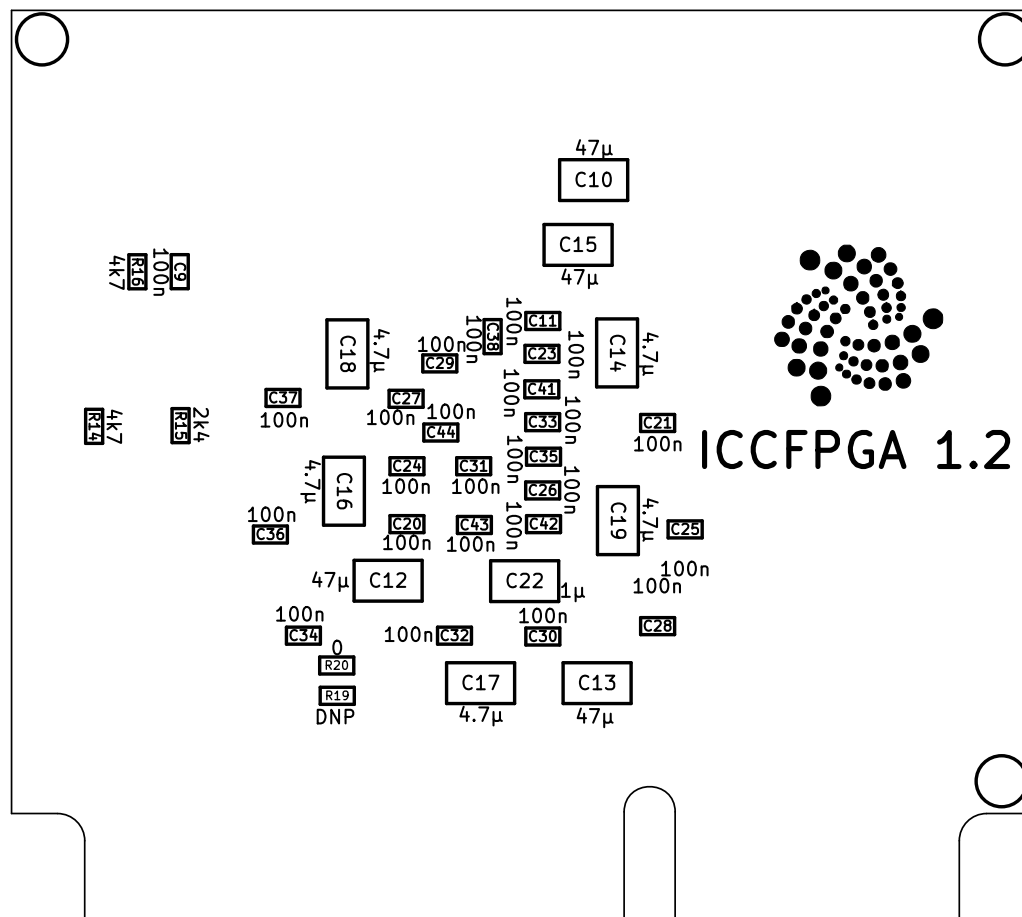 47µ
C10
C15
47µ
R16
4k7
100n
C9
100n
C11
C38
100n
C23
100n
C18
4.7µ
100n
C29
C14
4.7µ
C37
100n
C27
100n
100n
C44
C41
100n
C33
100n
C21
100n
R14
4k7
R15
2k4
ICCFPGA 1.2
C35
100n
C24
100n
C31
100n
C16
4.7µ
C26
100n
C19
4.7µ
100n
C36
C20
100n
C43
100n
C42
100n
C25
100n
47µ
C12
C22
1µ
100n
C28
100n
C34
100n
C32
100n
C30
0
R20
R19
DNP
C17
4.7µ
C13
47µ